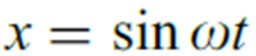 x = sin ωt